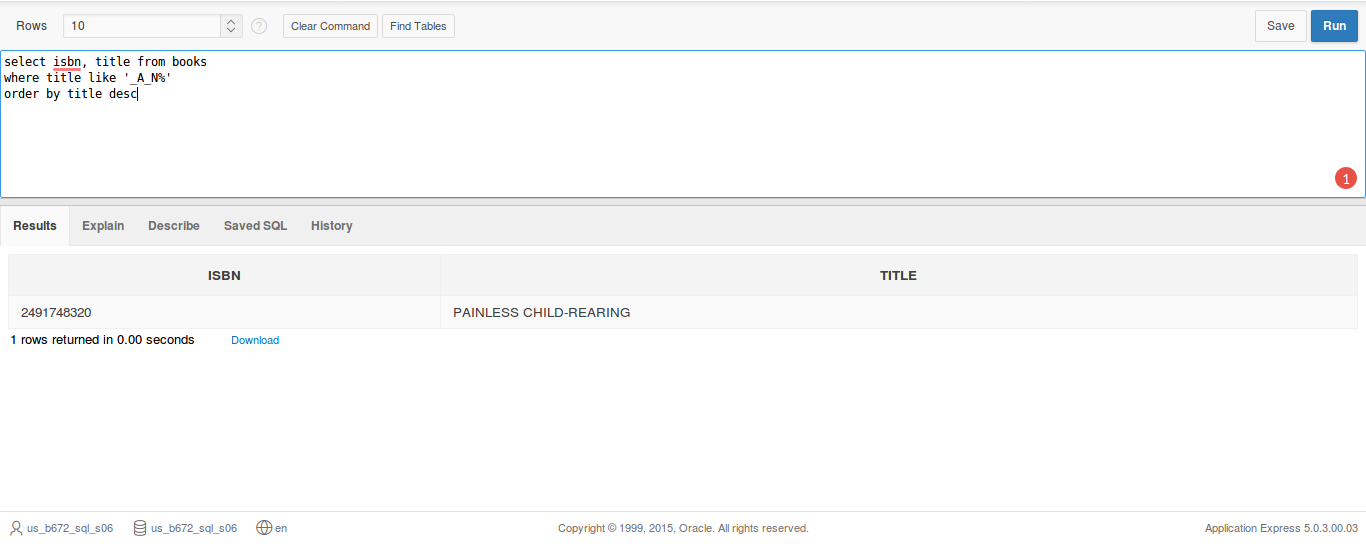 Rows 10 ? Clear Command Find Tables Save Run
select isbn, title from books
where title like '_A_N%'
order by title desc
1
Results Explain Describe Saved SQL History
ISBN TITLE
2491748320 PAINLESS CHILD-REARING
1 rows returned in 0.00 seconds Download
us_b672_sql_s06 us_b672_sql_s06 en Copyright © 1999, 2015, Oracle. All rights reserved. Application Express 5.0.3.00.03